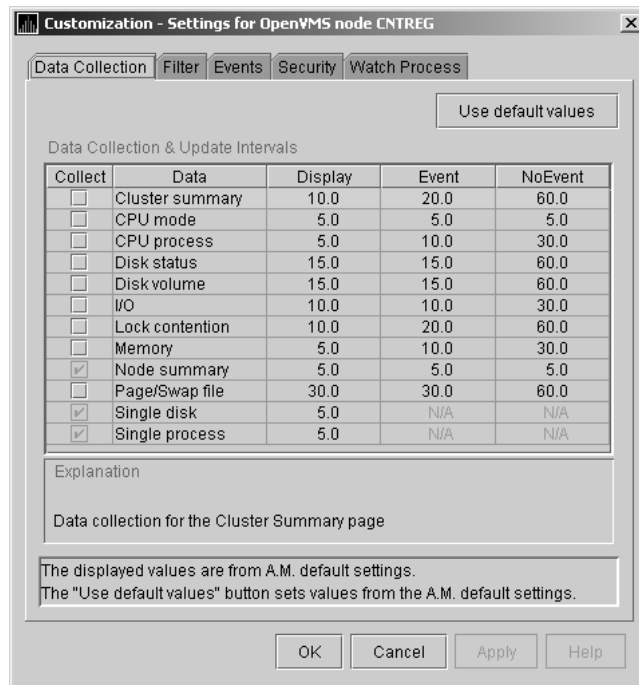 Customization - Settings for OpenVMS node CNTREG
Data Collection Filter Events Security Watch Process
Use default values
Data Collection & Update Intervals
Collect Data Display Event NoEvent
Cluster summary 10.0 20.0 60.0
CPU mode 5.0 5.0 5.0
CPU process 5.0 10.0 30.0
Disk status 15.0 15.0 60.0
Disk volume 15.0 15.0 60.0
I/O 10.0 10.0 30.0
Lock contention 10.0 20.0 60.0
Memory 5.0 10.0 30.0
Node summary 5.0 5.0 5.0
Page/Swap file 30.0 30.0 60.0
Single disk 5.0 N/A N/A
Single process 5.0 N/A N/A
Explanation
Data collection for the Cluster Summary page
The displayed values are from A.M. default settings.
The "Use default values" button sets values from the A.M. default settings.
OK Cancel Apply Help